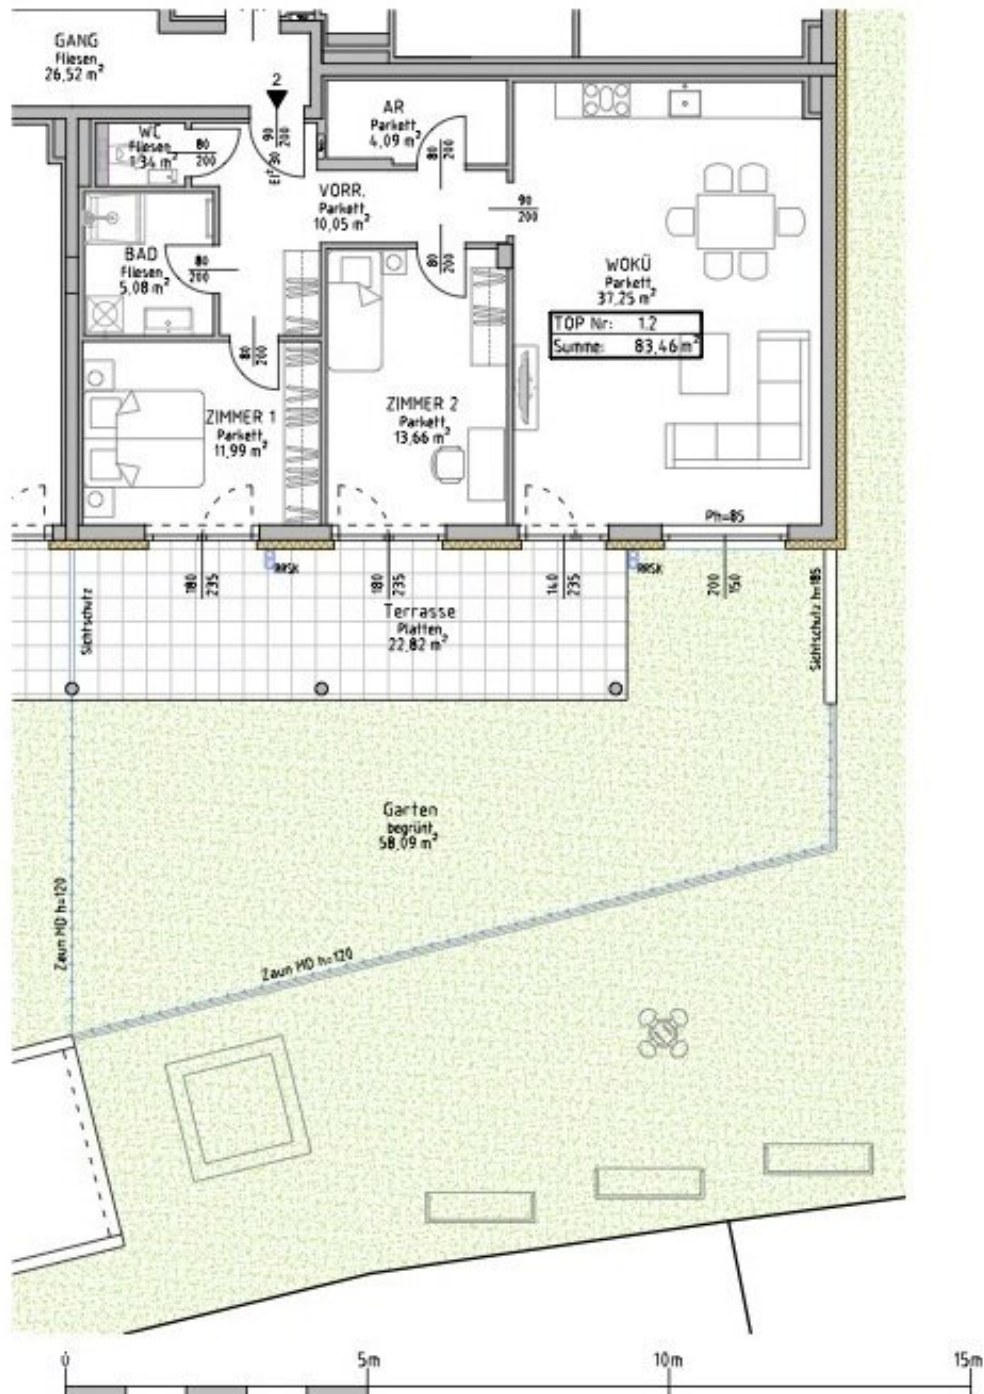 GANG
Fliesen
26,52 m²
2
90
200
EI² 30
WC
Fliesen
1,34 m²
80
200
AR
Parkett
4,09 m²
80
200
VORR.
Parkett
10,05 m²
90
200
BAD
Fliesen
5,08 m²
80
200
80
200
80
200
WOKÜ
Parkett
37,25 m²
TOP Nr: 1.2
Summe: 83,46 m²
ZIMMER 1
Parkett
11,99 m²
ZIMMER 2
Parkett
13,66 m²
Ph=85
RRSK
RRSK
180
235
180
235
140
235
200
150
Sichtschutz
Sichtschutz h=185
Terrasse
Platten
22,82 m²
Garten
begrünt
58,09 m²
Zaun MD h=120
Zaun MD h=120
0 5m 10m 15m